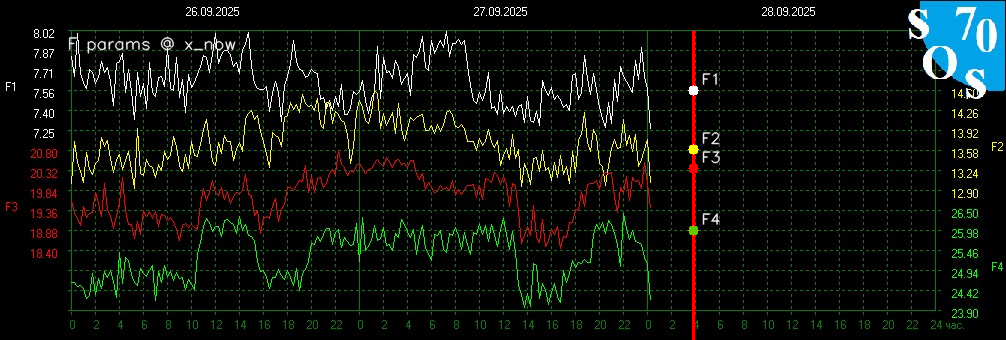 26.09.2025 27.09.2025 28.09.2025
F params @ x_now
SOS 70
8.02
7.87
7.71
7.56
7.40
7.25
F1
20.80
20.32
19.84
19.36
18.88
18.40
F3
F1
F2
F3
F4
14.26
13.92
13.58
13.24
12.90
F2
26.50
25.98
25.46
24.94
24.42
23.90
F4
0 2 4 6 8 10 12 14 16 18 20 22 0 2 4 6 8 10 12 14 16 18 20 22 0 2 4 6 8 10 12 14 16 18 20 22 24 час.